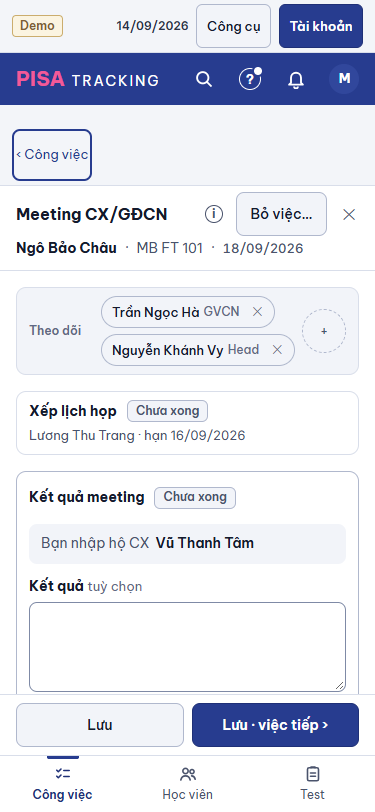 Demo
14/09/2026
Công cụ
Tài khoản
PISA TRACKING
?
M
‹ Công việc
Meeting CX/GĐCN
i
Bỏ việc...
Ngô Bảo Châu · MB FT 101 · 18/09/2026
Theo dõi
Trần Ngọc Hà GVCN
Nguyễn Khánh Vy Head
+
Xếp lịch họp
Chưa xong
Lương Thu Trang · hạn 16/09/2026
Kết quả meeting
Chưa xong
Bạn nhập hộ CX Vũ Thanh Tâm
Kết quả tuỳ chọn
Lưu
Lưu · việc tiếp ›
Công việc
Học viên
Test